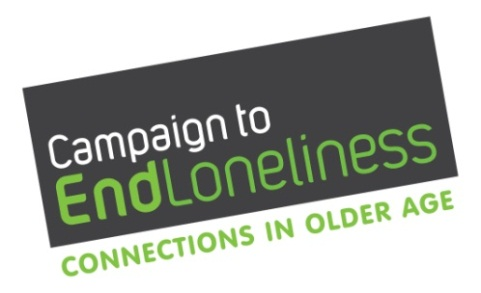 Campaign to
EndLoneliness
CONNECTIONS IN OLDER AGE